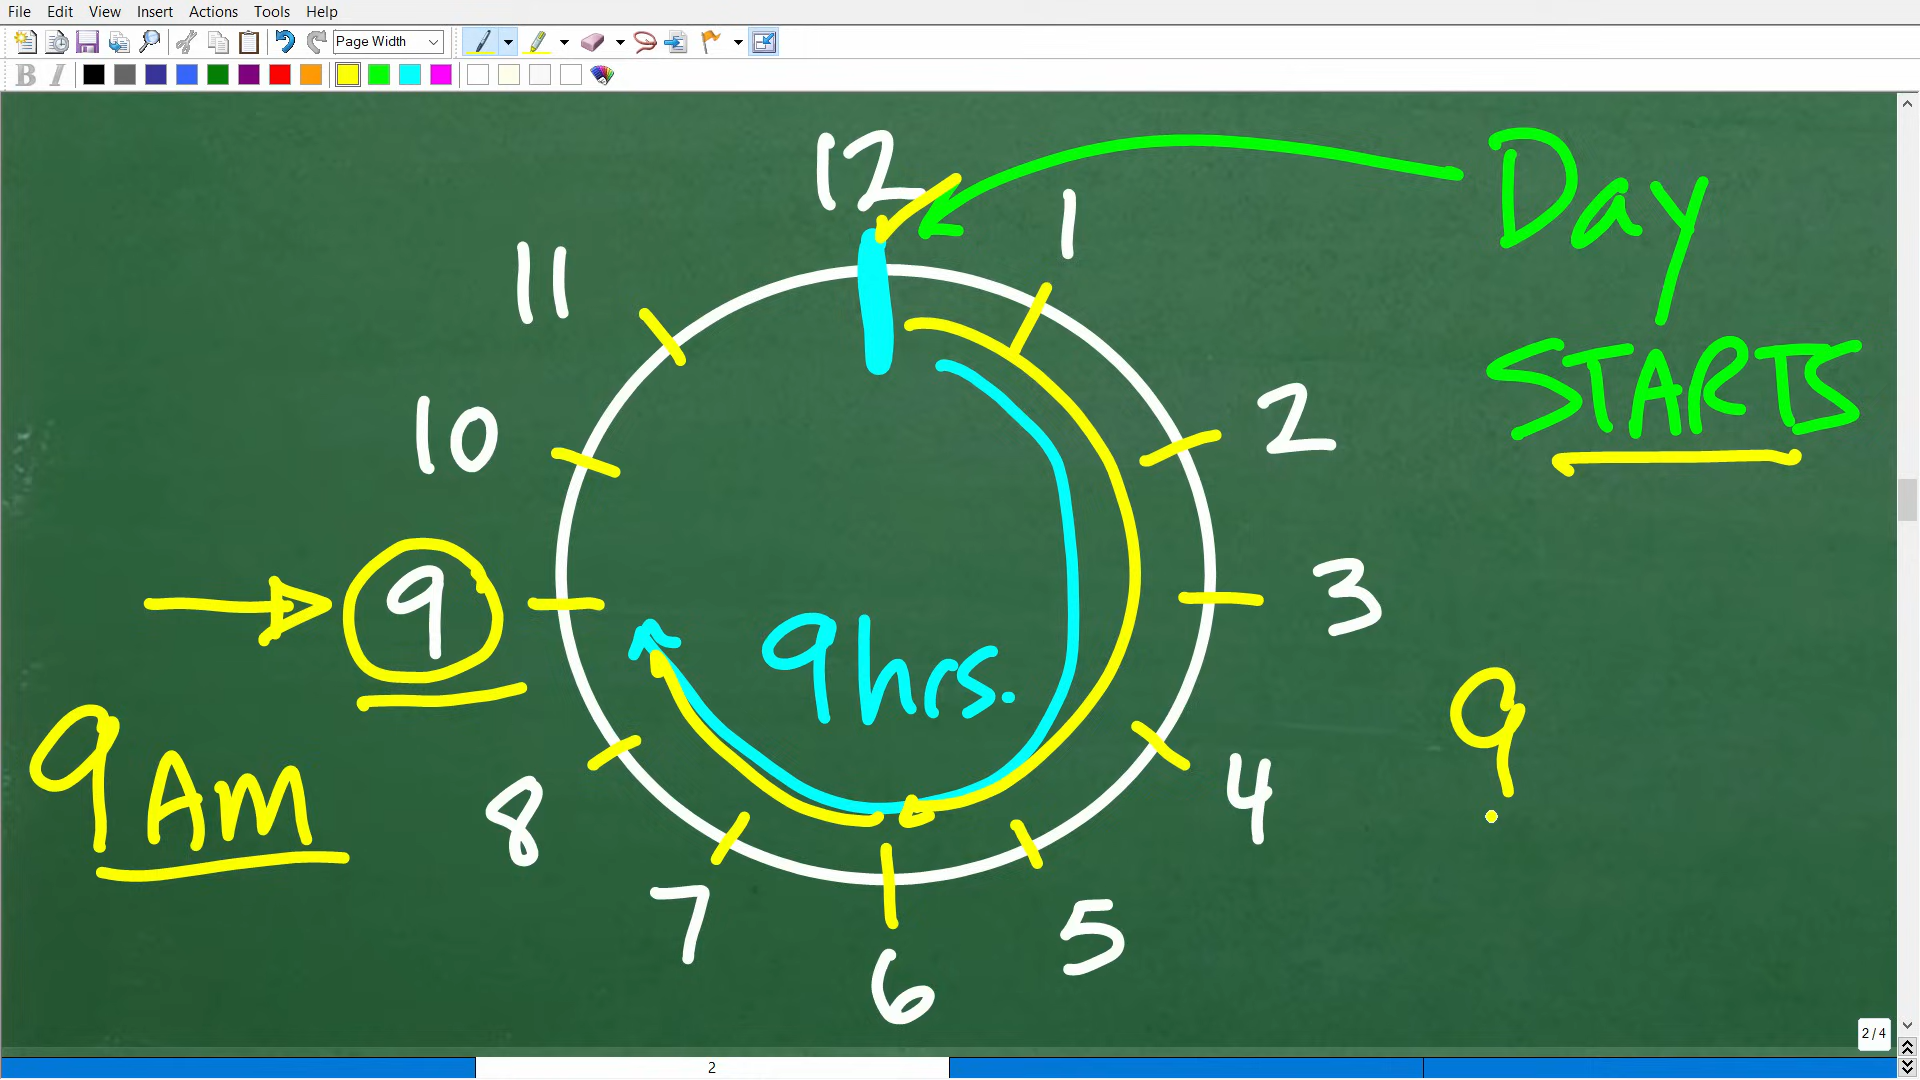 File Edit View Insert Actions Tools Help
Page Width
B I
12
1
Day
STARTS
11
2
10
3
9
9hrs.
9
9 AM
8
4
7
5
6
2/4
2